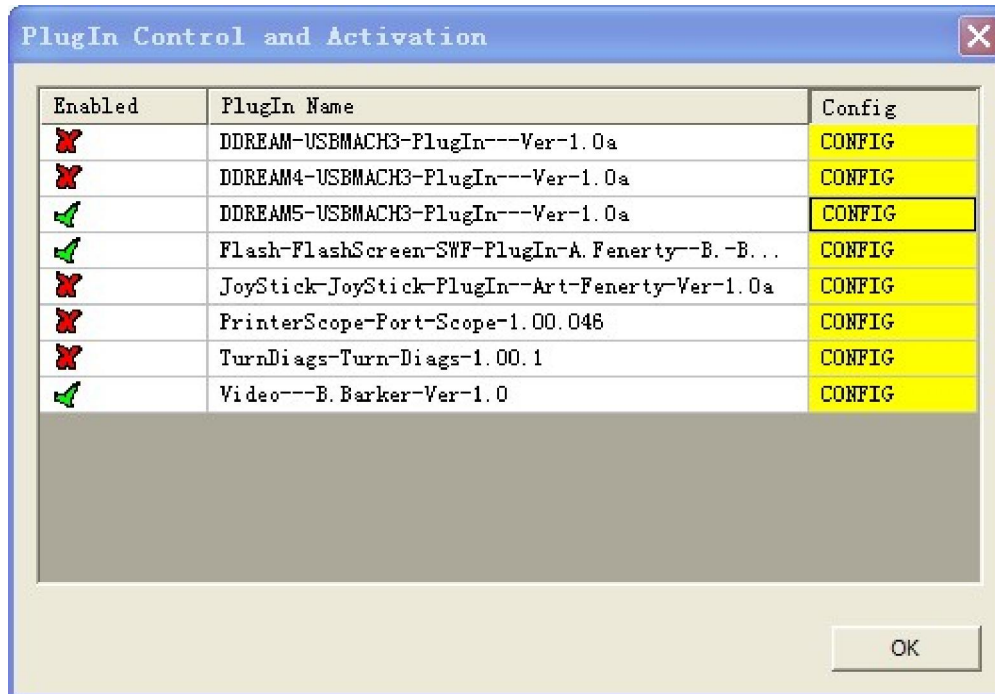 PlugIn Control and Activation
Enabled PlugIn Name Config
DDREAM-USBMACH3-PlugIn---Ver-1.0a CONFIG
DDREAM4-USBMACH3-PlugIn---Ver-1.0a CONFIG
DDREAM5-USBMACH3-PlugIn---Ver-1.0a CONFIG
Flash-FlashScreen-SWF-PlugIn-A.Fenerty--B.-B... CONFIG
JoyStick-JoyStick-PlugIn--Art-Fenerty-Ver-1.0a CONFIG
PrinterScope-Port-Scope-1.00.046 CONFIG
TurnDiags-Turn-Diags-1.00.1 CONFIG
Video---B.Barker-Ver-1.0 CONFIG
OK